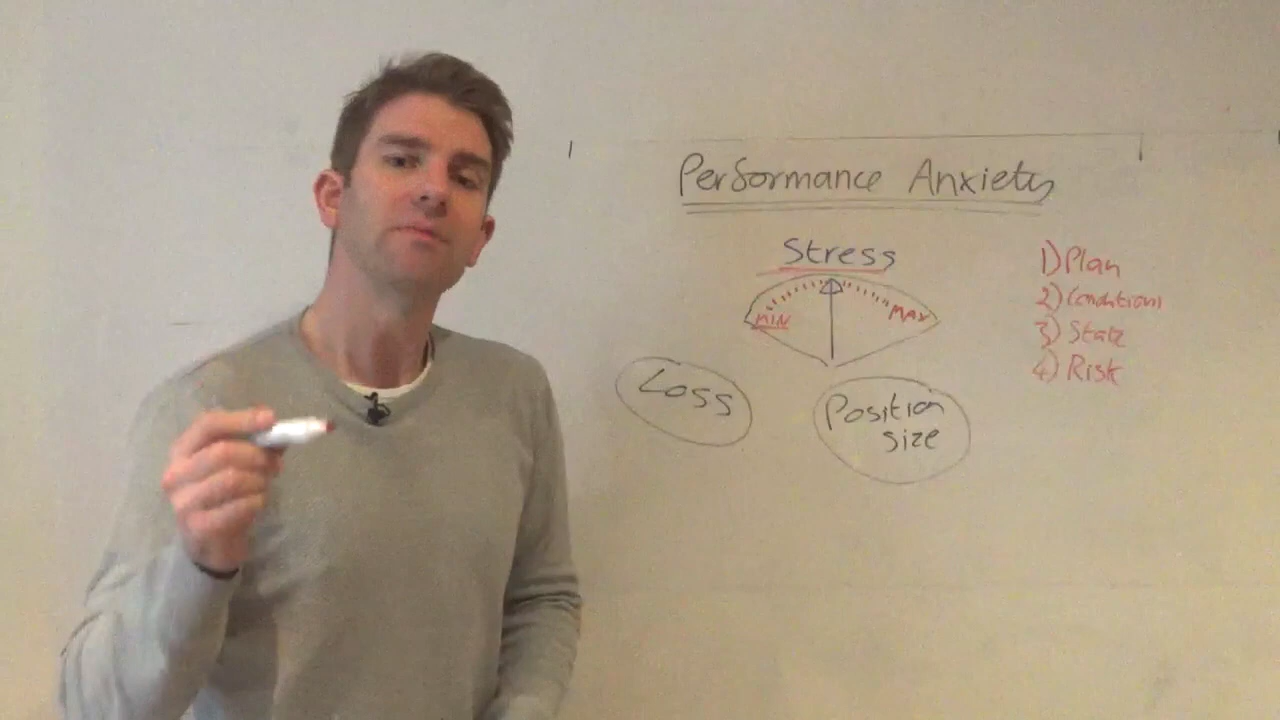 Performance Anxiety
Stress
MIN MAX
Loss
Position
size
1) Plan
2) Conditions
3) State
4) Risk